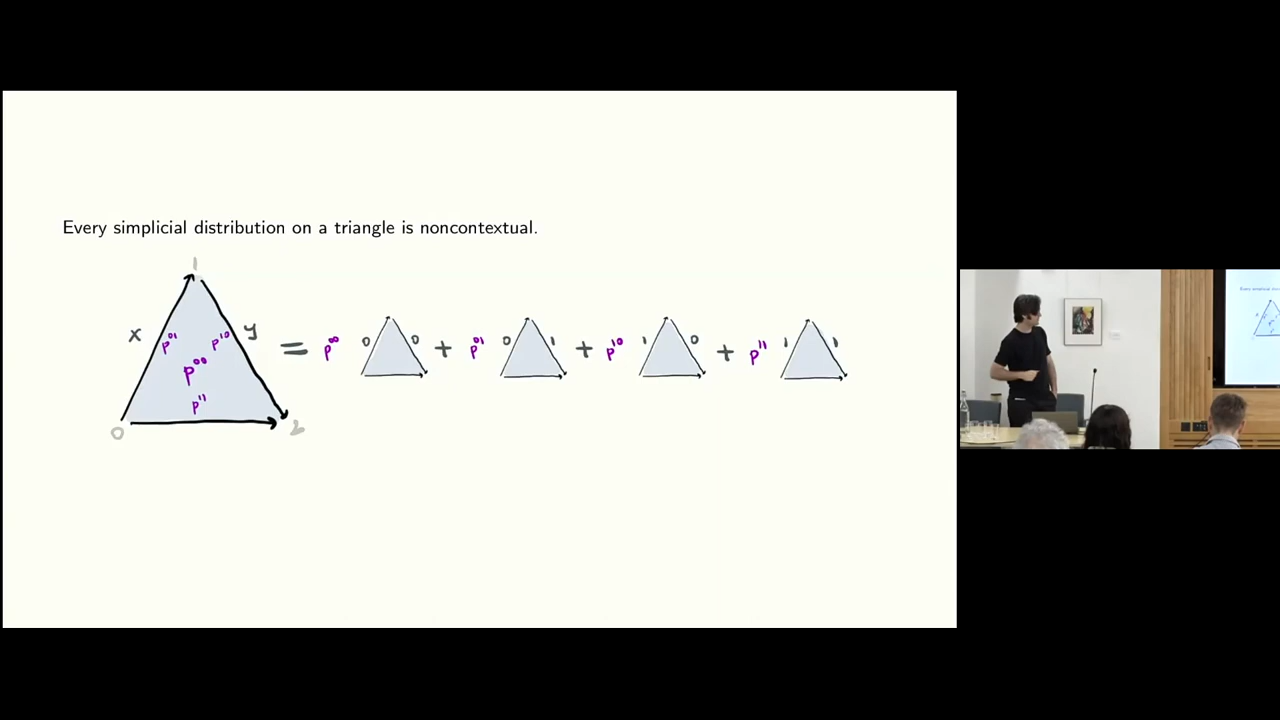 Every simplicial distribution on a triangle is noncontextual.
1
x p⁰¹ p¹⁰ y
p⁰⁰ = p⁰⁰ 0 0 + p⁰¹ 0 1 + p¹⁰ 1 0 + p¹¹ 1 1
p¹¹
0 2